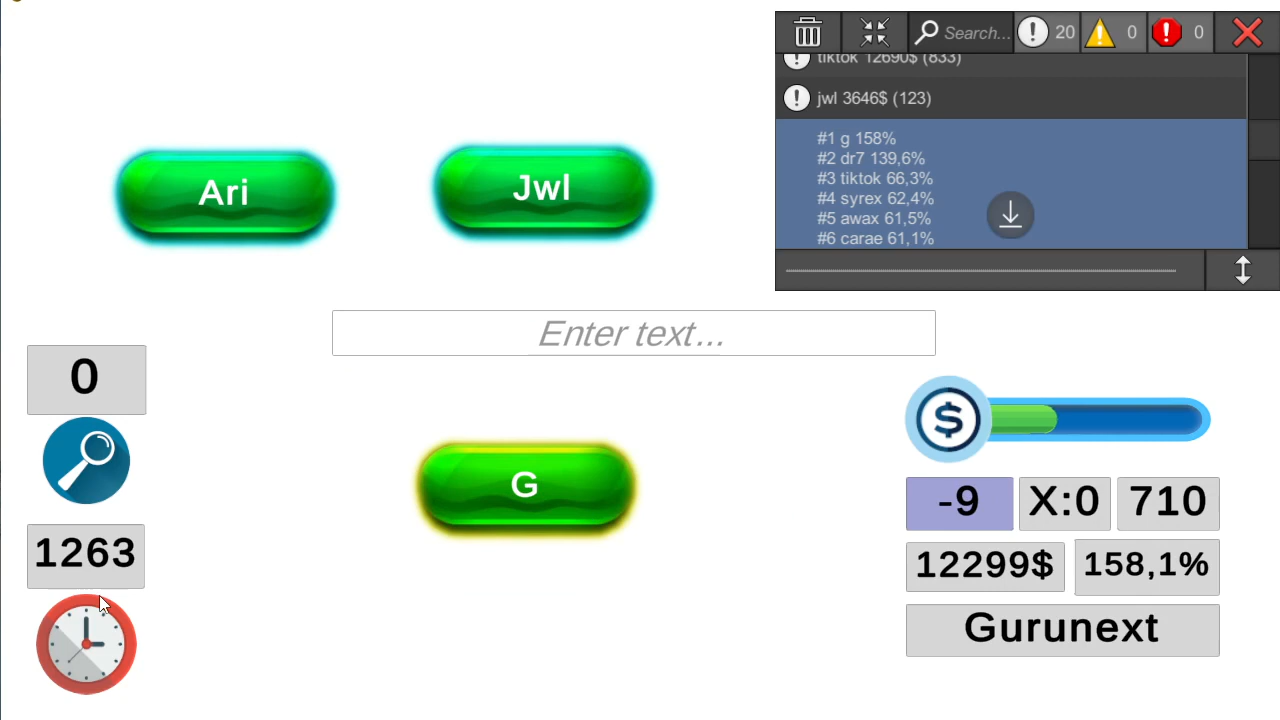 Search... 20 0 0
tiktok 12690$ (833)
jwl 3646$ (123)
#1 g 158%
#2 dr7 139,6%
#3 tiktok 66,3%
#4 syrex 62,4%
#5 awax 61,5%
#6 carae 61,1%
Ari
Jwl
Enter text...
0
G
1263
-9 X:0 710
12299$ 158,1%
Gurunext